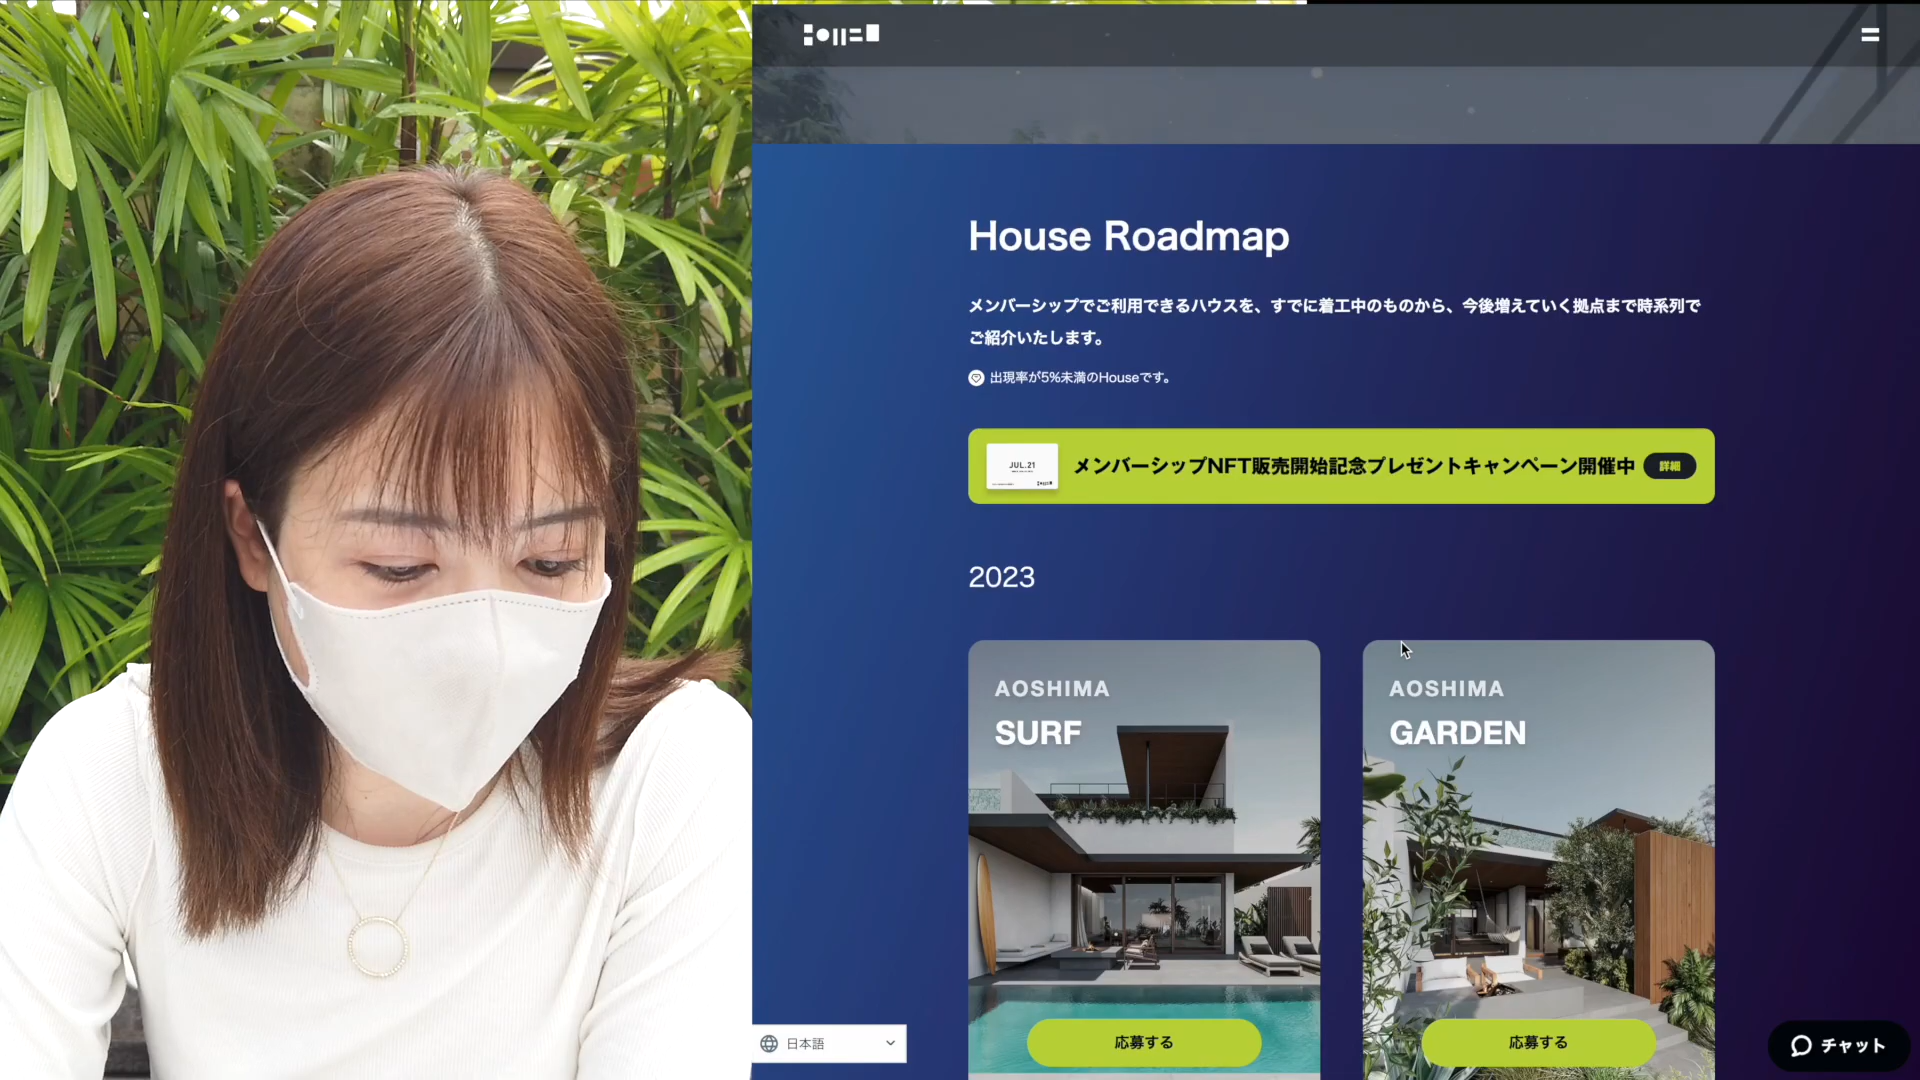 House Roadmap
メンバーシップでご利用できるハウスを、すでに着工中のものから、今後増えていく拠点まで時系列で
ご紹介いたします。
出現率が5%未満のHouseです。
JUL.21
メンバーシップNFT販売開始記念プレゼントキャンペーン開催中
詳細
2023
AOSHIMA
SURF
AOSHIMA
GARDEN
応募する
応募する
日本語
チャット